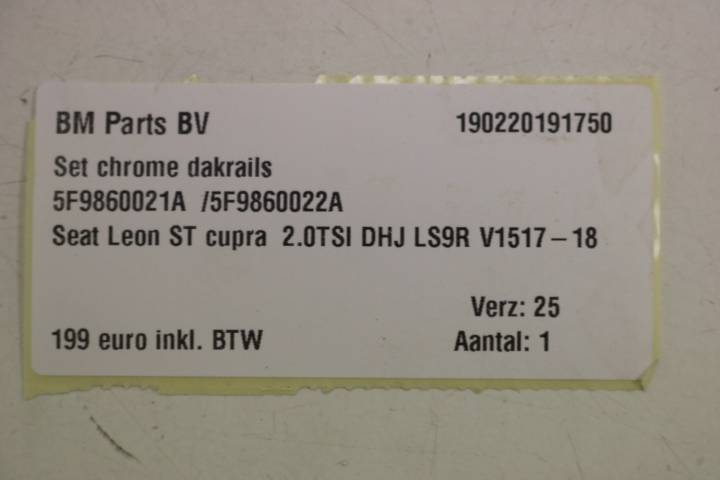 BM Parts BV 190220191750
Set chrome dakrails
5F9860021A /5F9860022A
Seat Leon ST cupra 2.0TSI DHJ LS9R V1517-18
Verz: 25
199 euro inkl. BTW Aantal: 1